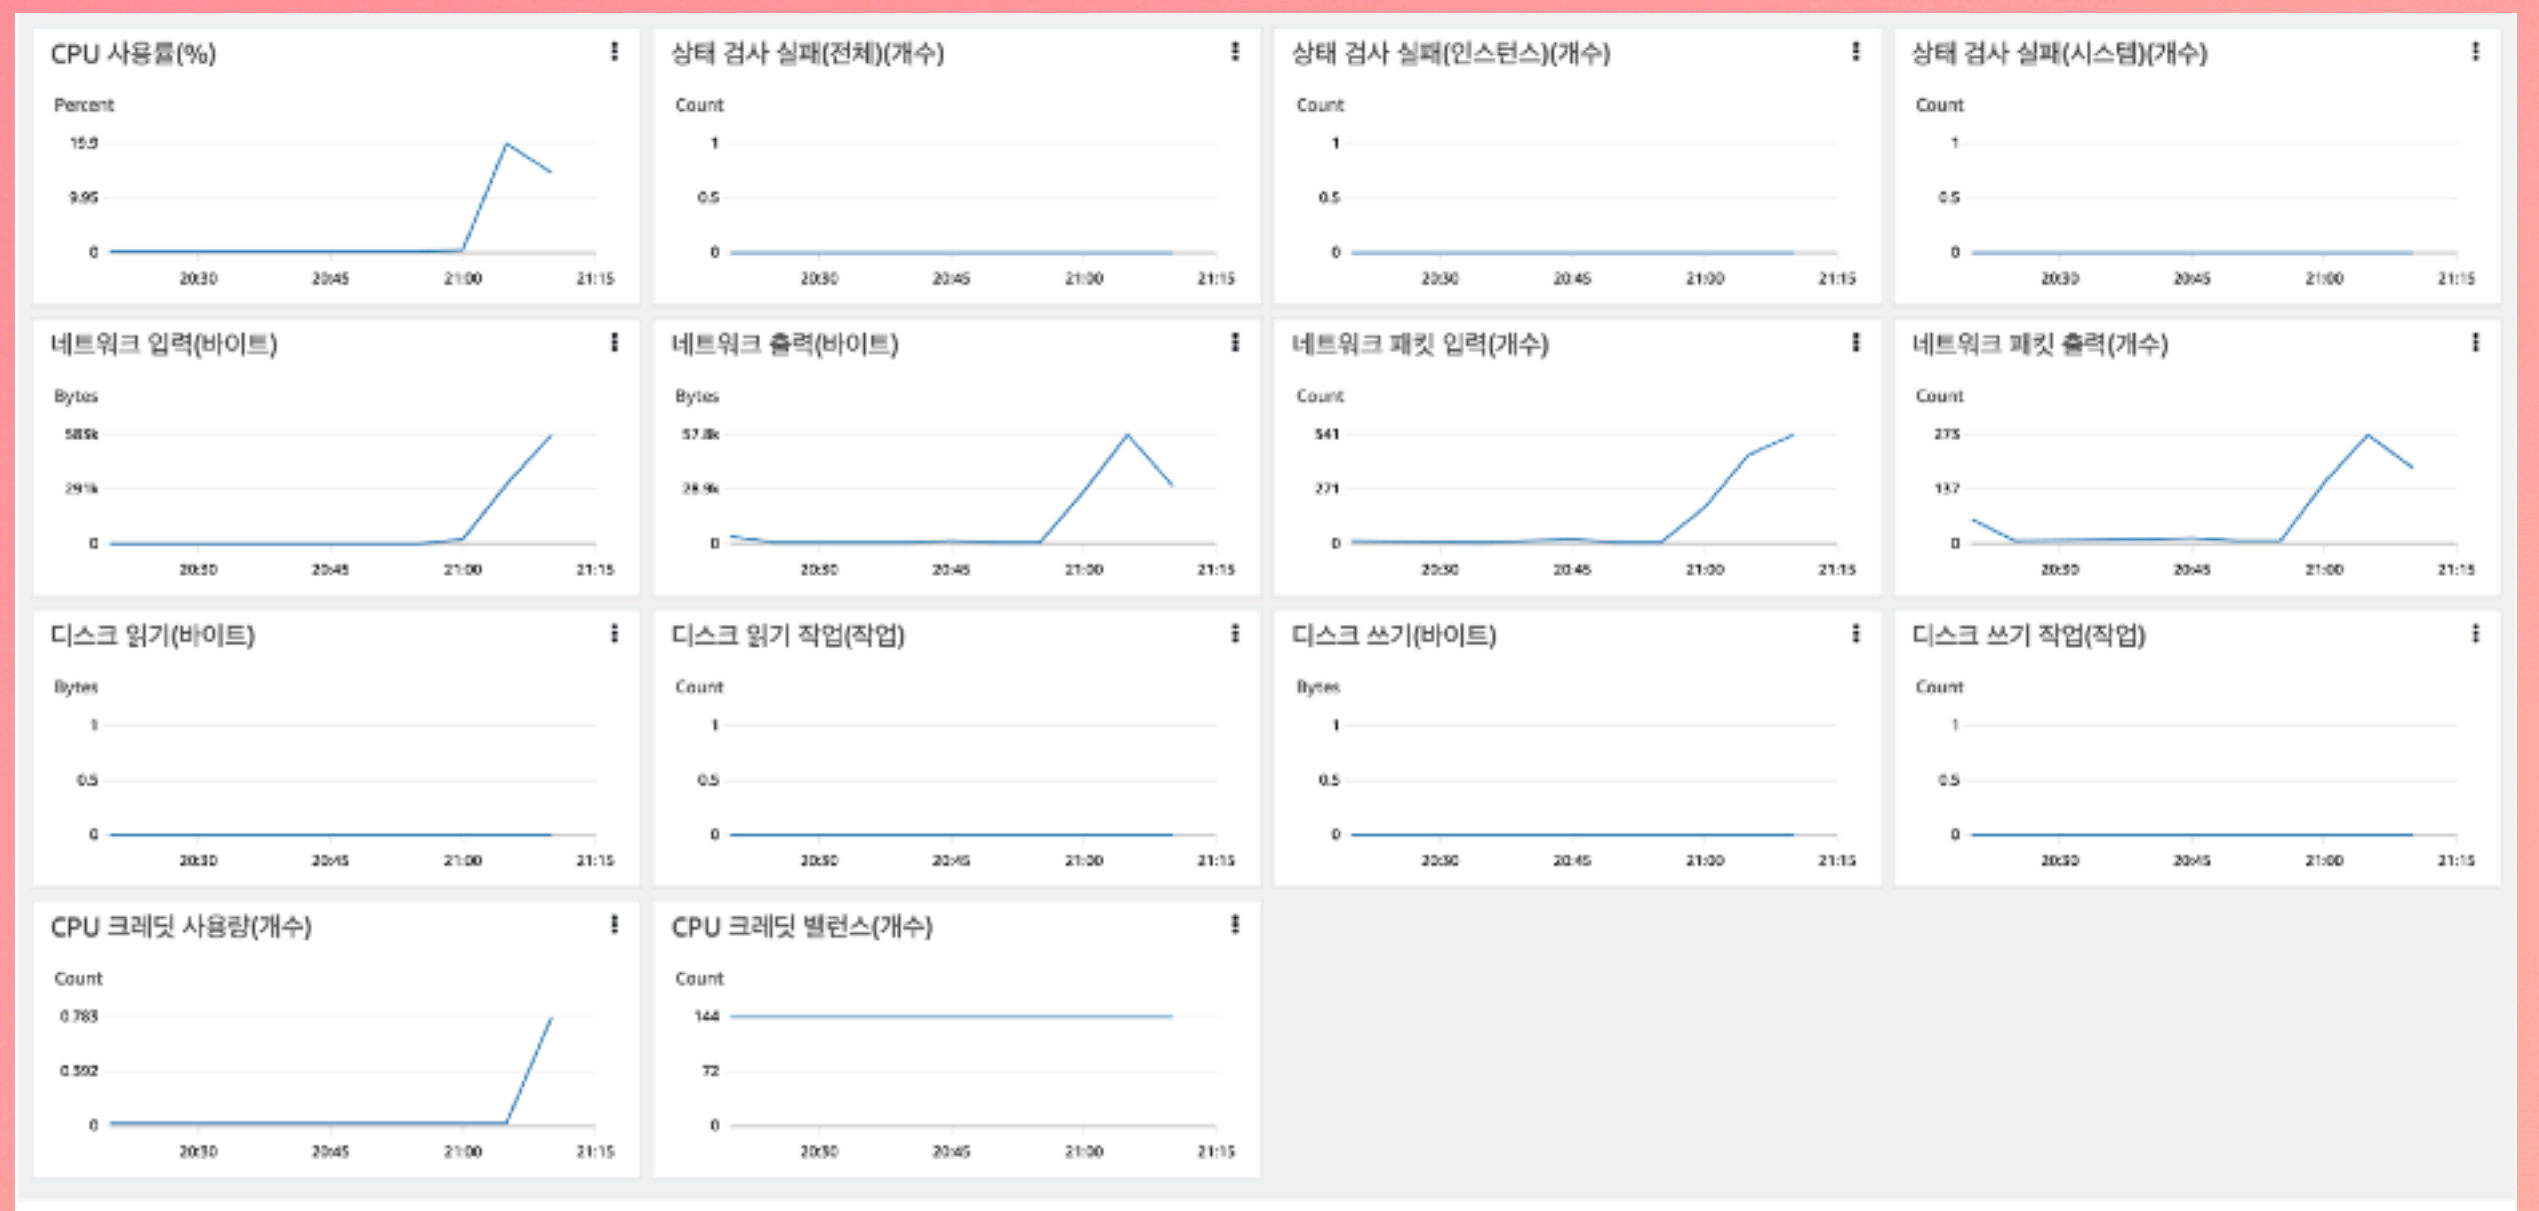 CPU 사용률(%)
Percent
19.9
9.95
0
20:30 20:45 21:00 21:15
상태 검사 실패(전체)(개수)
Count
1
0.5
0
20:30 20:45 21:00 21:15
상태 검사 실패(인스턴스)(개수)
Count
1
0.5
0
20:30 20:45 21:00 21:15
상태 검사 실패(시스템)(개수)
Count
1
0.5
0
20:30 20:45 21:00 21:15
네트워크 입력(바이트)
Bytes
583k
291k
0
20:30 20:45 21:00 21:15
네트워크 출력(바이트)
Bytes
57.8k
28.9k
0
20:30 20:45 21:00 21:15
네트워크 패킷 입력(개수)
Count
541
271
0
20:30 20:45 21:00 21:15
네트워크 패킷 출력(개수)
Count
273
137
0
20:30 20:45 21:00 21:15
디스크 읽기(바이트)
Bytes
1
0.5
0
20:30 20:45 21:00 21:15
디스크 읽기 작업(작업)
Count
1
0.5
0
20:30 20:45 21:00 21:15
디스크 쓰기(바이트)
Bytes
1
0.5
0
20:30 20:45 21:00 21:15
디스크 쓰기 작업(작업)
Count
1
0.5
0
20:30 20:45 21:00 21:15
CPU 크레딧 사용량(개수)
Count
0.783
0.392
0
20:30 20:45 21:00 21:15
CPU 크레딧 밸런스(개수)
Count
144
72
0
20:30 20:45 21:00 21:15